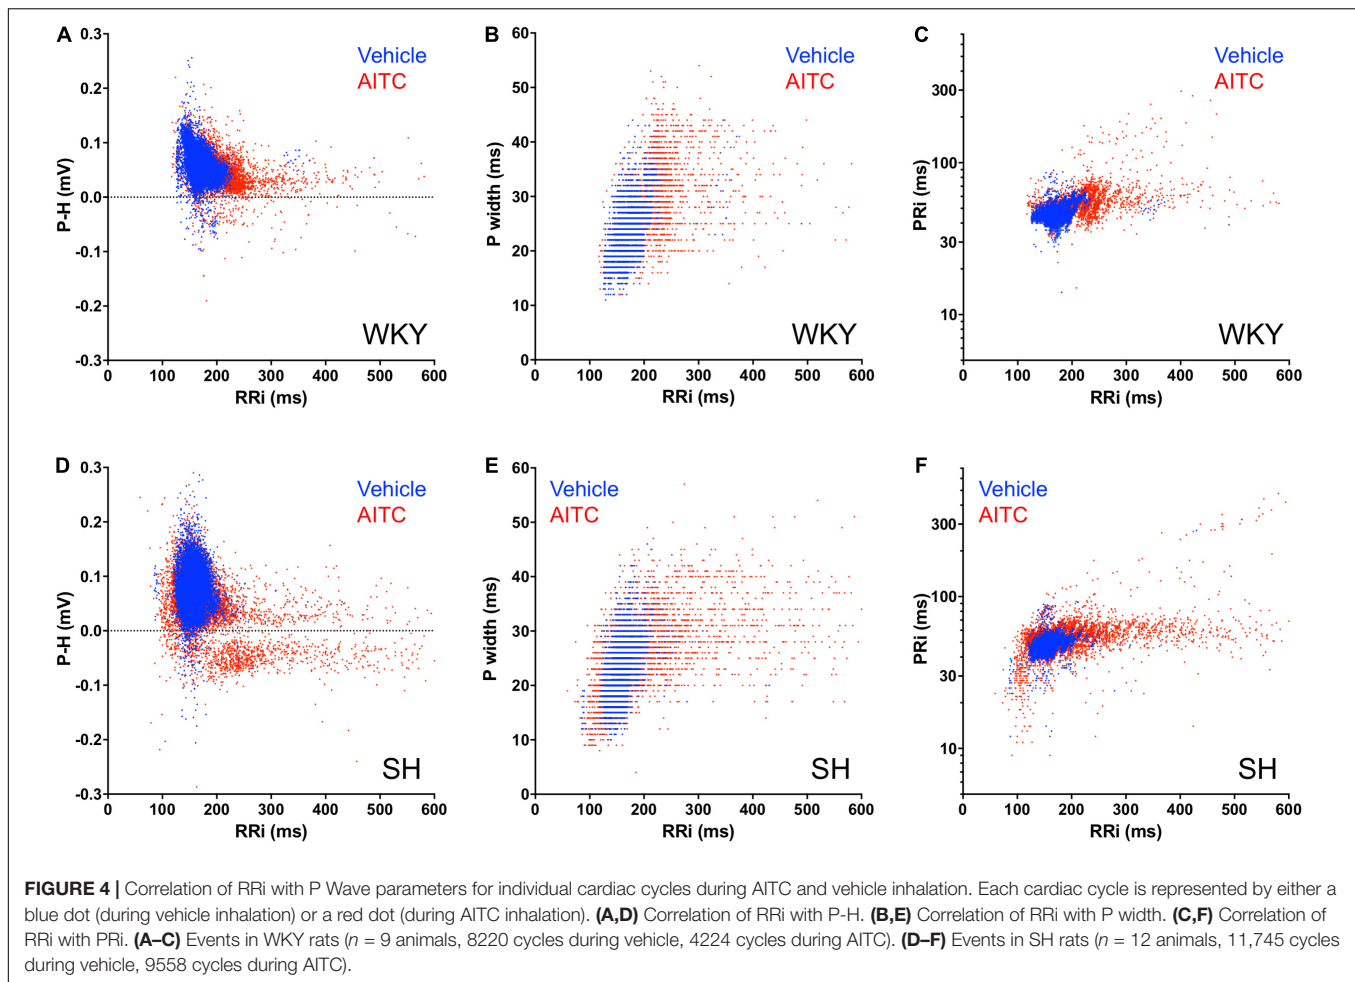 A
0.3
0.2
0.1
0.0
-0.1
-0.2
-0.3
P-H (mV)
Vehicle
AITC
WKY
0 100 200 300 400 500 600
RRi (ms)
B
60
50
40
30
20
10
0
P width (ms)
Vehicle
AITC
WKY
0 100 200 300 400 500 600
RRi (ms)
C
300
100
30
10
PRi (ms)
Vehicle
AITC
WKY
0 100 200 300 400 500 600
RRi (ms)
D
0.3
0.2
0.1
0.0
-0.1
-0.2
-0.3
P-H (mV)
Vehicle
AITC
SH
0 100 200 300 400 500 600
RRi (ms)
E
60
50
40
30
20
10
0
P width (ms)
Vehicle
AITC
SH
0 100 200 300 400 500 600
RRi (ms)
F
300
100
30
10
PRi (ms)
Vehicle
AITC
SH
0 100 200 300 400 500 600
RRi (ms)
FIGURE 4 | Correlation of RRi with P Wave parameters for individual cardiac cycles during AITC and vehicle inhalation. Each cardiac cycle is represented by either a
blue dot (during vehicle inhalation) or a red dot (during AITC inhalation). (A,D) Correlation of RRi with P-H. (B,E) Correlation of RRi with P width. (C,F) Correlation of
RRi with PRi. (A–C) Events in WKY rats (n = 9 animals, 8220 cycles during vehicle, 4224 cycles during AITC). (D–F) Events in SH rats (n = 12 animals, 11,745 cycles
during vehicle, 9558 cycles during AITC).